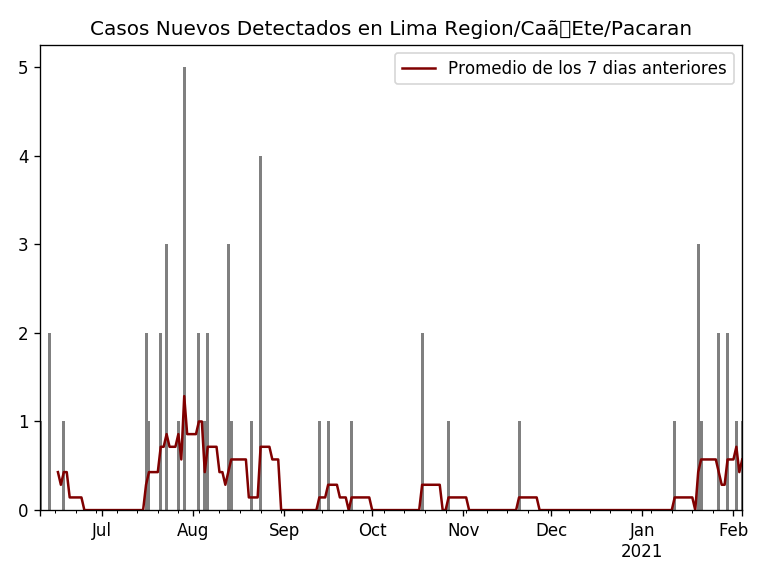 Casos Nuevos Detectados en Lima Region/Caã▯Ete/Pacaran
Promedio de los 7 dias anteriores
5
4
3
2
1
0
Jul Aug Sep Oct Nov Dec Jan Feb
2021